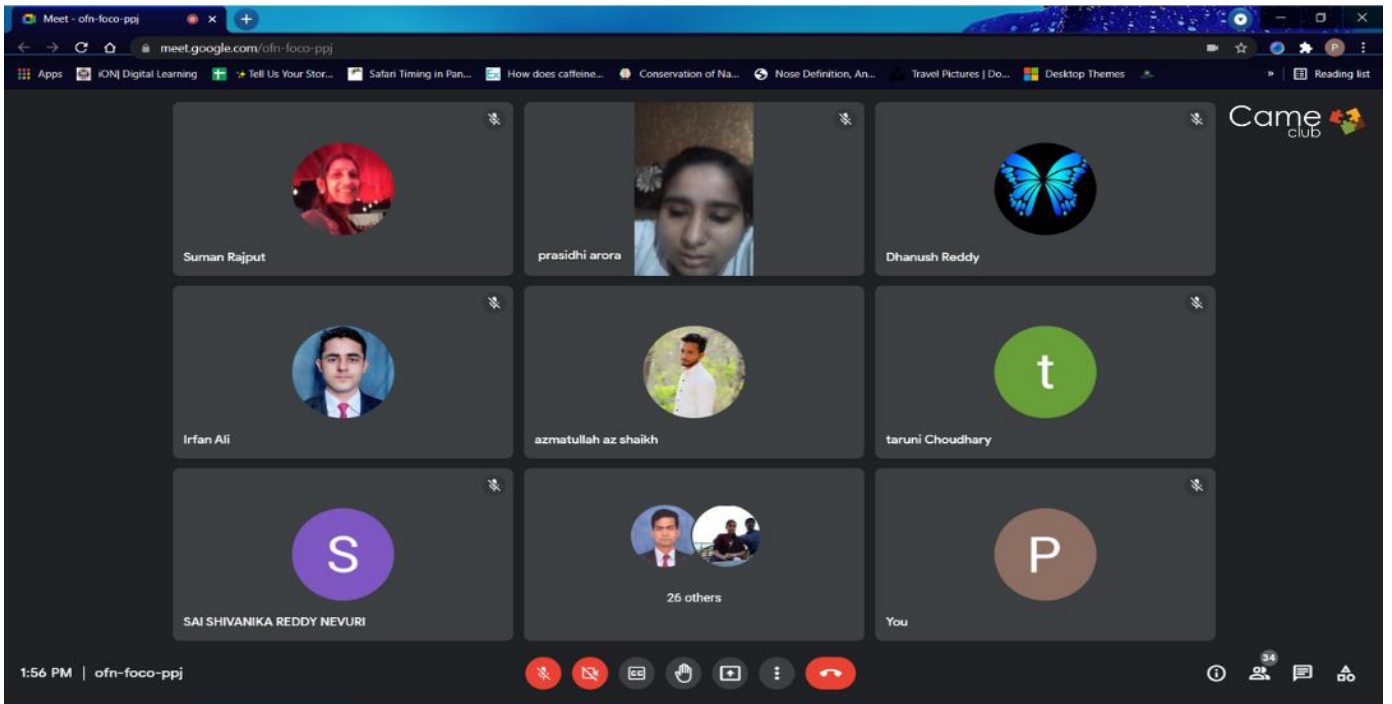 Meet - ofn-foco-ppj
meet.google.com/ofn-foco-ppj
P
Apps iON| Digital Learning Tell Us Your Stor... Safari Timing in Pan... How does caffeine... Conservation of Na... Nose Definition, An... Travel Pictures | Do... Desktop Themes » Reading list
Came
club
Suman Rajput
prasidhi arora
Dhanush Reddy
Irfan Ali
azmatullah az shaikh
t
taruni Choudhary
S
SAI SHIVANIKA REDDY NEVURI
26 others
P
You
1:56 PM | ofn-foco-ppj
CC
34